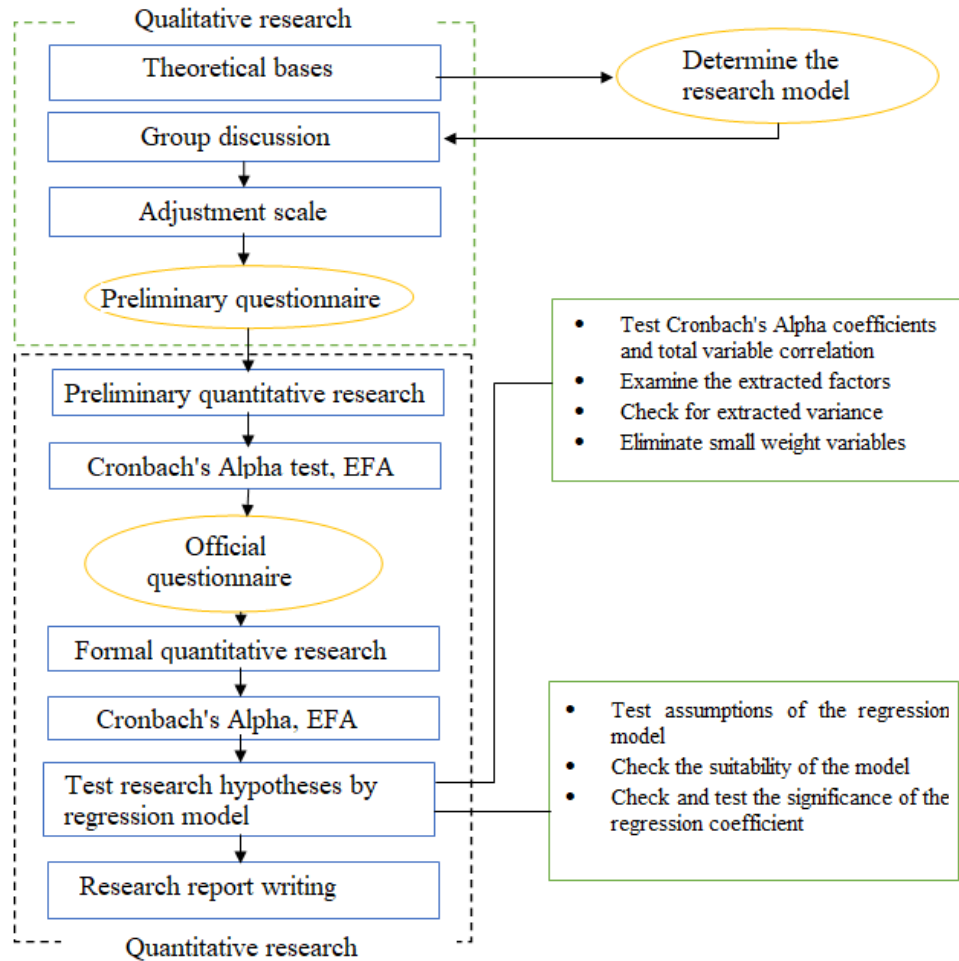 Qualitative research
Theoretical bases
Determine the
research model
Group discussion
Adjustment scale
Preliminary questionnaire
• Test Cronbach's Alpha coefficients
and total variable correlation
• Examine the extracted factors
• Check for extracted variance
• Eliminate small weight variables
Preliminary quantitative research
Cronbach's Alpha test, EFA
Official
questionnaire
Formal quantitative research
Cronbach's Alpha, EFA
Test research hypotheses by
regression model
• Test assumptions of the regression
model
• Check the suitability of the model
• Check and test the significance of the
regression coefficient
Research report writing
Quantitative research